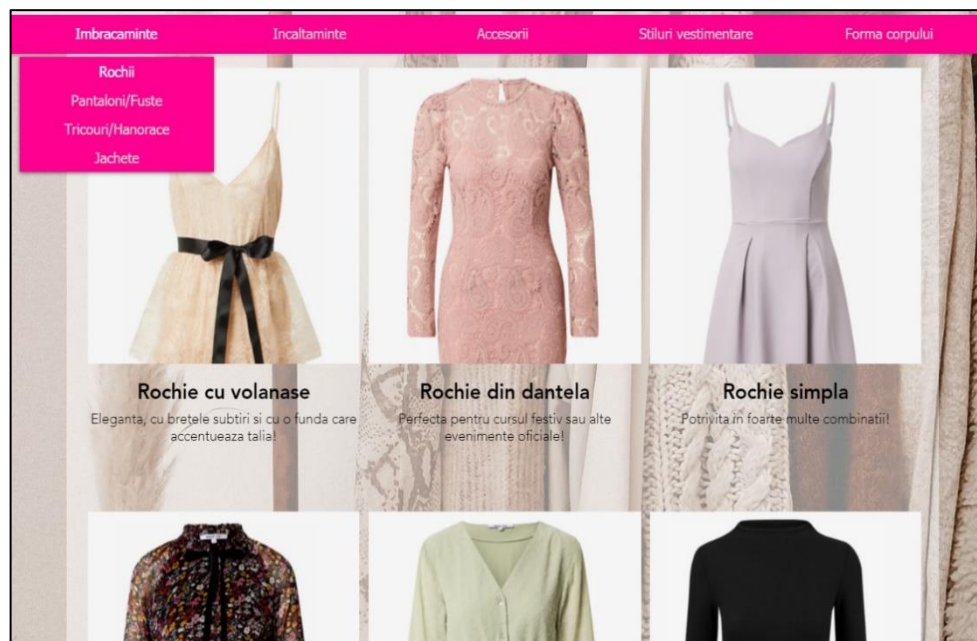 Imbracaminte Incaltaminte Accesorii Stiluri vestimentare Forma corpului
Rochii
Pantaloni/Fuste
Tricouri/Hanorace
Jachete
Rochie cu volanase
Eleganta, cu bretele subtiri si cu o funda care
accentueaza talia!
Rochie din dantela
Perfecta pentru cursul festiv sau alte
evenimente oficiale!
Rochie simpla
Potrivita in foarte multe combinatii!